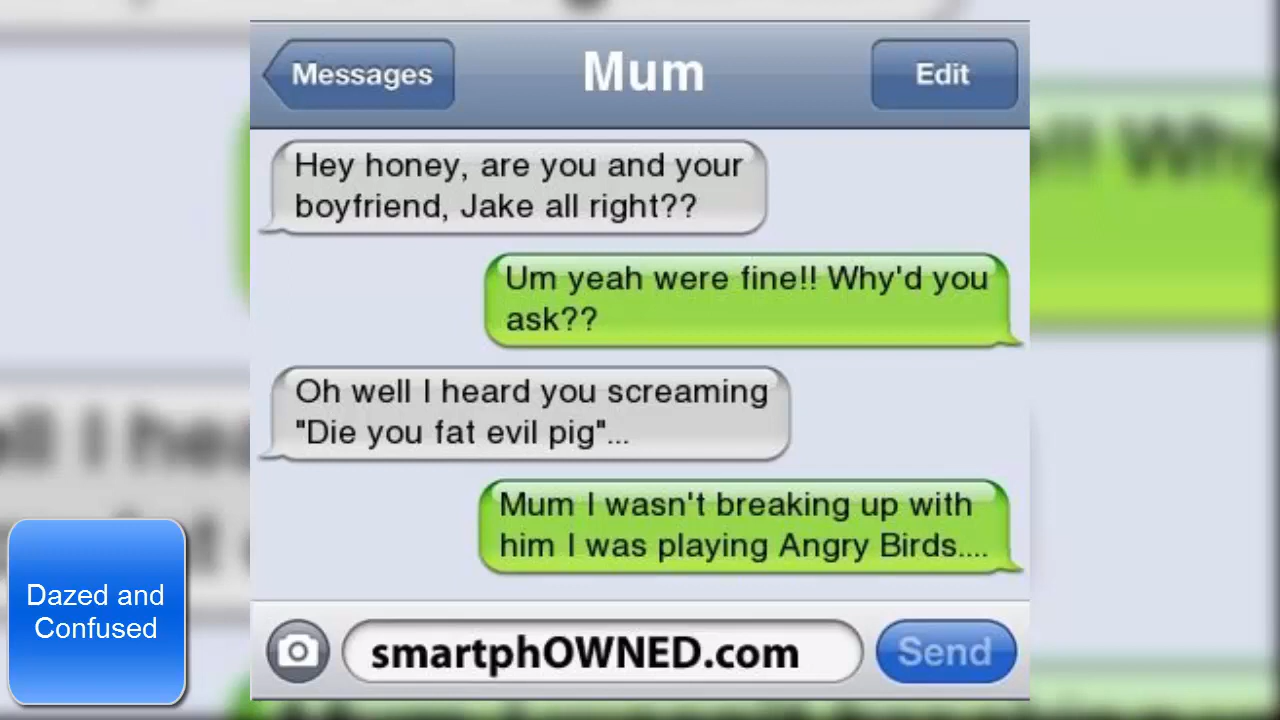 Messages
Mum
Edit
Hey honey, are you and your
boyfriend, Jake all right??
Um yeah were fine!! Why'd you
ask??
Oh well I heard you screaming
"Die you fat evil pig"...
Mum I wasn't breaking up with
him I was playing Angry Birds....
smartphOWNED.com
Send
Dazed and
Confused